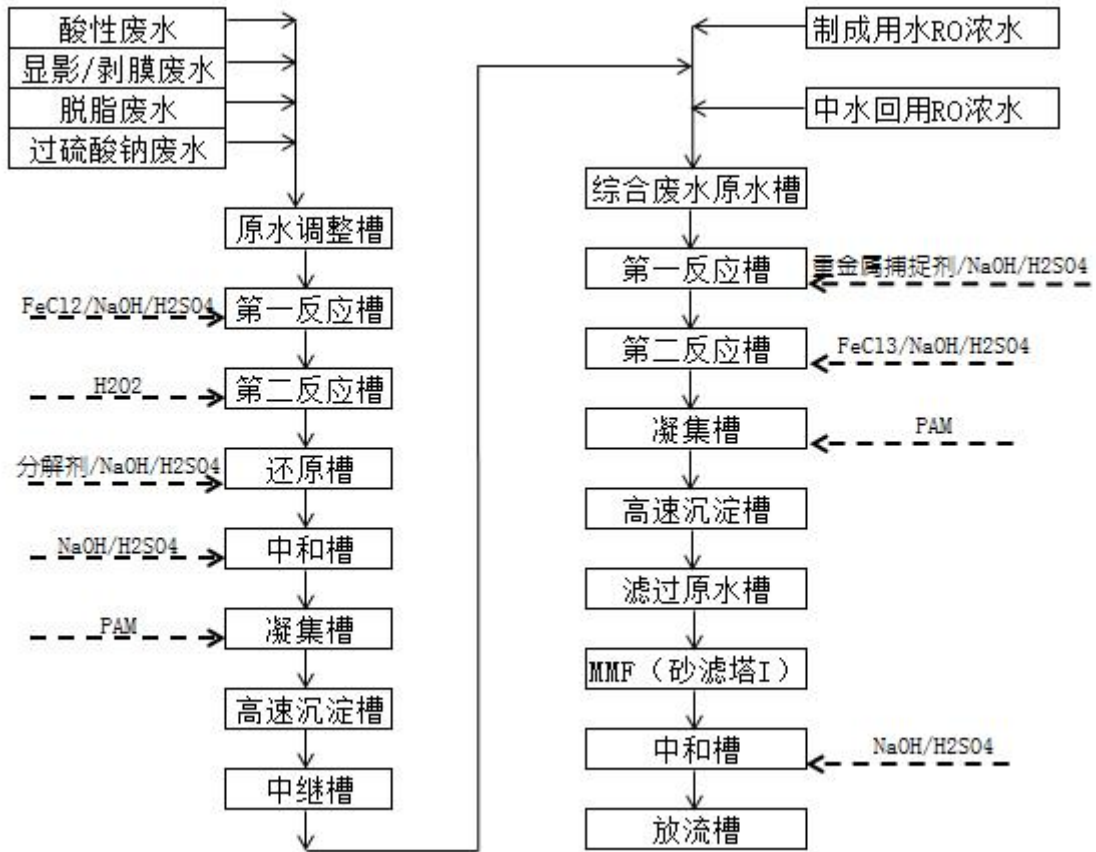 酸性废水
显影/剥膜废水
脱脂废水
过硫酸钠废水
原水调整槽
FeCl2/NaOH/H2SO4
第一反应槽
H2O2
第二反应槽
分解剂/NaOH/H2SO4
还原槽
NaOH/H2SO4
中和槽
PAM
凝集槽
高速沉淀槽
中继槽
制成用水RO浓水
中水回用RO浓水
综合废水原水槽
第一反应槽
重金属捕捉剂/NaOH/H2SO4
第二反应槽
FeCl3/NaOH/H2SO4
凝集槽
PAM
高速沉淀槽
滤过原水槽
MMF（砂滤塔I）
中和槽
NaOH/H2SO4
放流槽